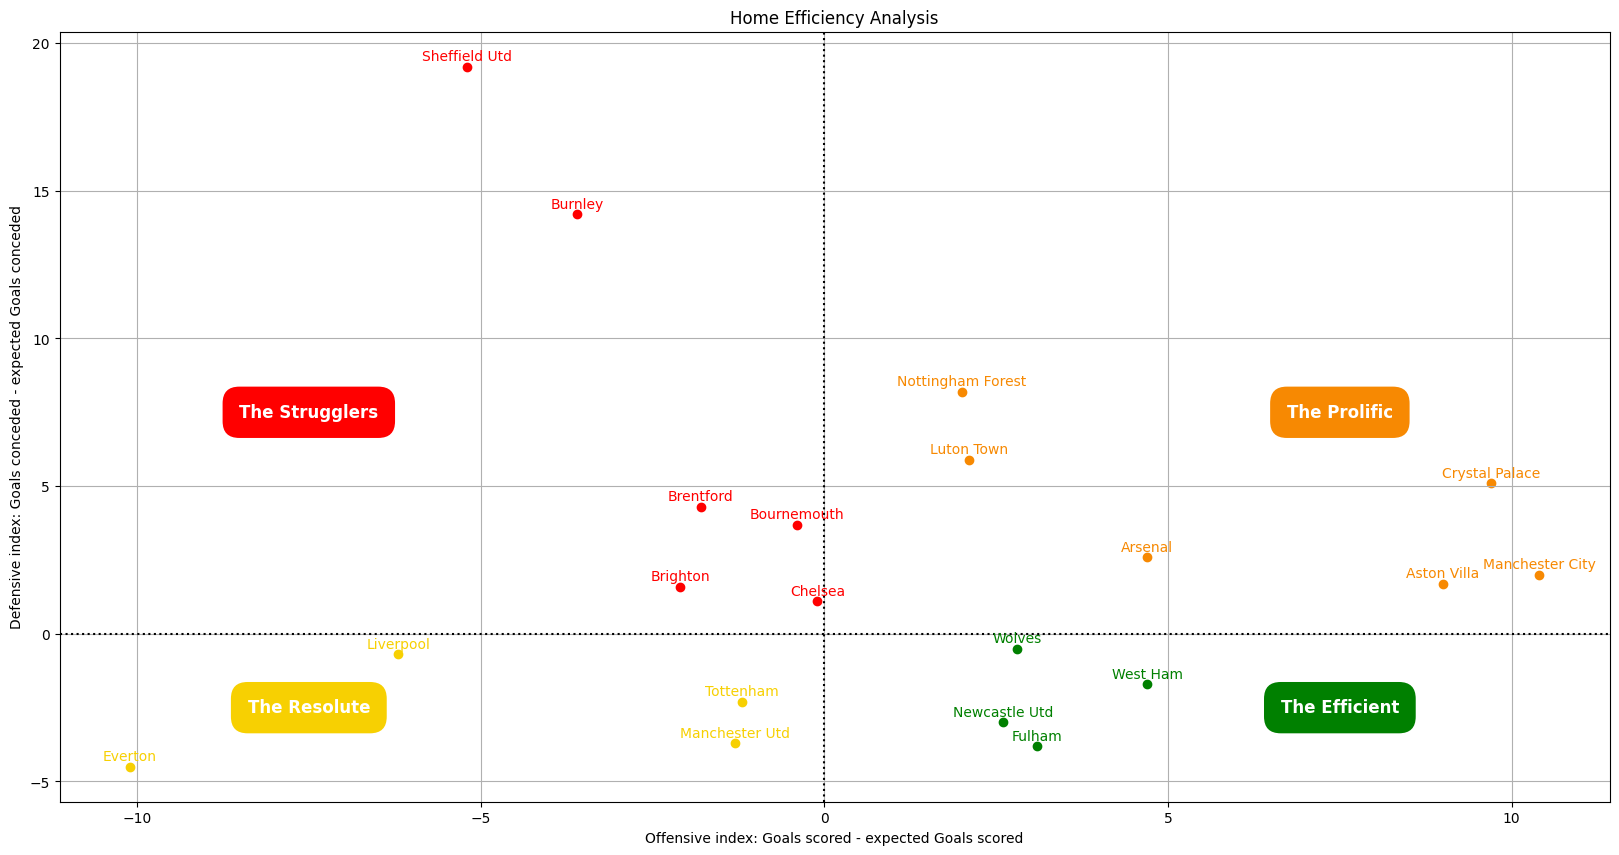 Home Efficiency Analysis
20
Sheffield Utd
15
Burnley
10
Nottingham Forest
The Strugglers
The Prolific
Luton Town
Crystal Palace
5
Brentford
Bournemouth
Arsenal
Manchester City
Brighton
Aston Villa
Chelsea
0
Wolves
Liverpool
West Ham
Tottenham
The Resolute
The Efficient
Newcastle Utd
Manchester Utd
Fulham
Everton
−5
−10
−5
0
5
10
Offensive index: Goals scored - expected Goals scored
Defensive index: Goals conceded - expected Goals conceded